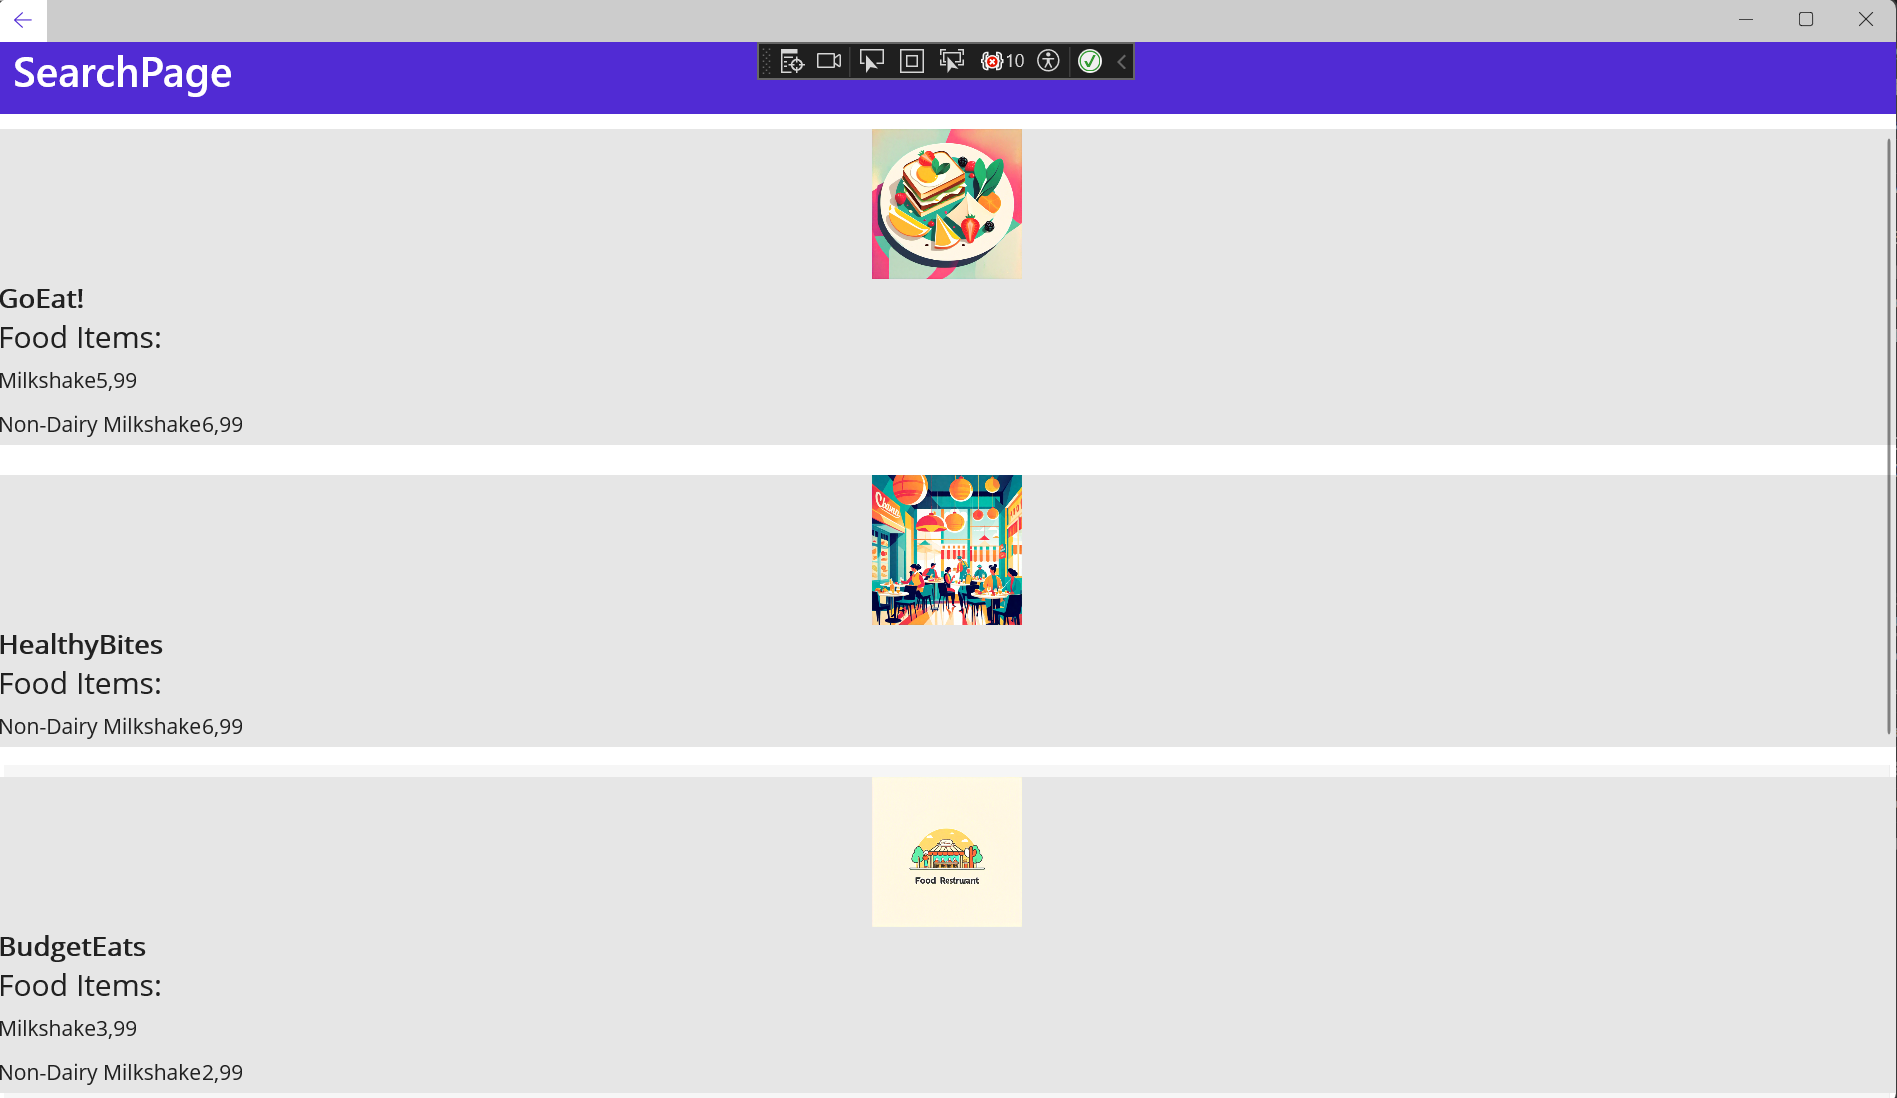 SearchPage
10
GoEat!
Food Items:
Milkshake5,99
Non-Dairy Milkshake6,99
HealthyBites
Food Items:
Non-Dairy Milkshake6,99
Food Restruant
BudgetEats
Food Items:
Milkshake3,99
Non-Dairy Milkshake2,99